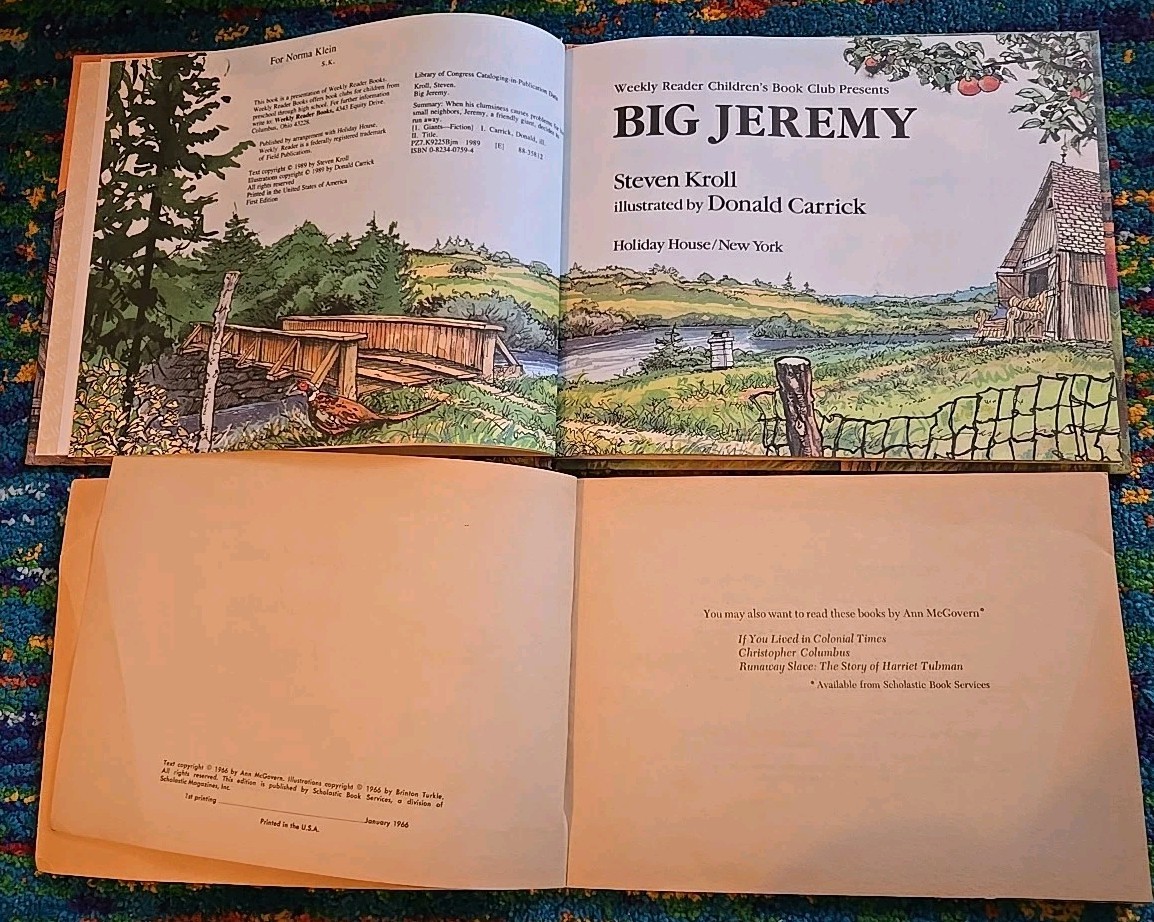 For Norma Klein
S.K.
This book is a presentation of Weekly Reader Books.
Weekly Reader Books offers book clubs for children from
preschool through high school. For further information
write to: Weekly Reader Books, 4343 Equity Drive,
Columbus, Ohio 43228.
Published by arrangement with Holiday House.
Weekly Reader is a federally registered trademark
of Field Publications.
Text copyright © 1989 by Steven Kroll
Illustrations copyright © 1989 by Donald Carrick
All rights reserved
Printed in the United States of America
First Edition
Library of Congress Cataloging-in-Publication Data
Kroll, Steven.
Big Jeremy.
Summary: When his clumsiness causes problems for his
small neighbors, Jeremy, a friendly giant, decides to
run away.
[1. Giants—Fiction] I. Carrick, Donald, ill.
II. Title.
PZ7.K9225Bjm 1989 [E] 88-35812
ISBN 0-8234-0759-4
Weekly Reader Children's Book Club Presents
BIG JEREMY
Steven Kroll
illustrated by Donald Carrick
Holiday House/New York
Text copyright © 1966 by Ann McGovern. Illustrations copyright © 1966 by Brinton Turkle.
All rights reserved. This edition is published by Scholastic Book Services, a division of
Scholastic Magazines, Inc.
1st printing January 1966
Printed in the U.S.A.
You may also want to read these books by Ann McGovern*
If You Lived in Colonial Times
Christopher Columbus
Runaway Slave: The Story of Harriet Tubman
* Available from Scholastic Book Services